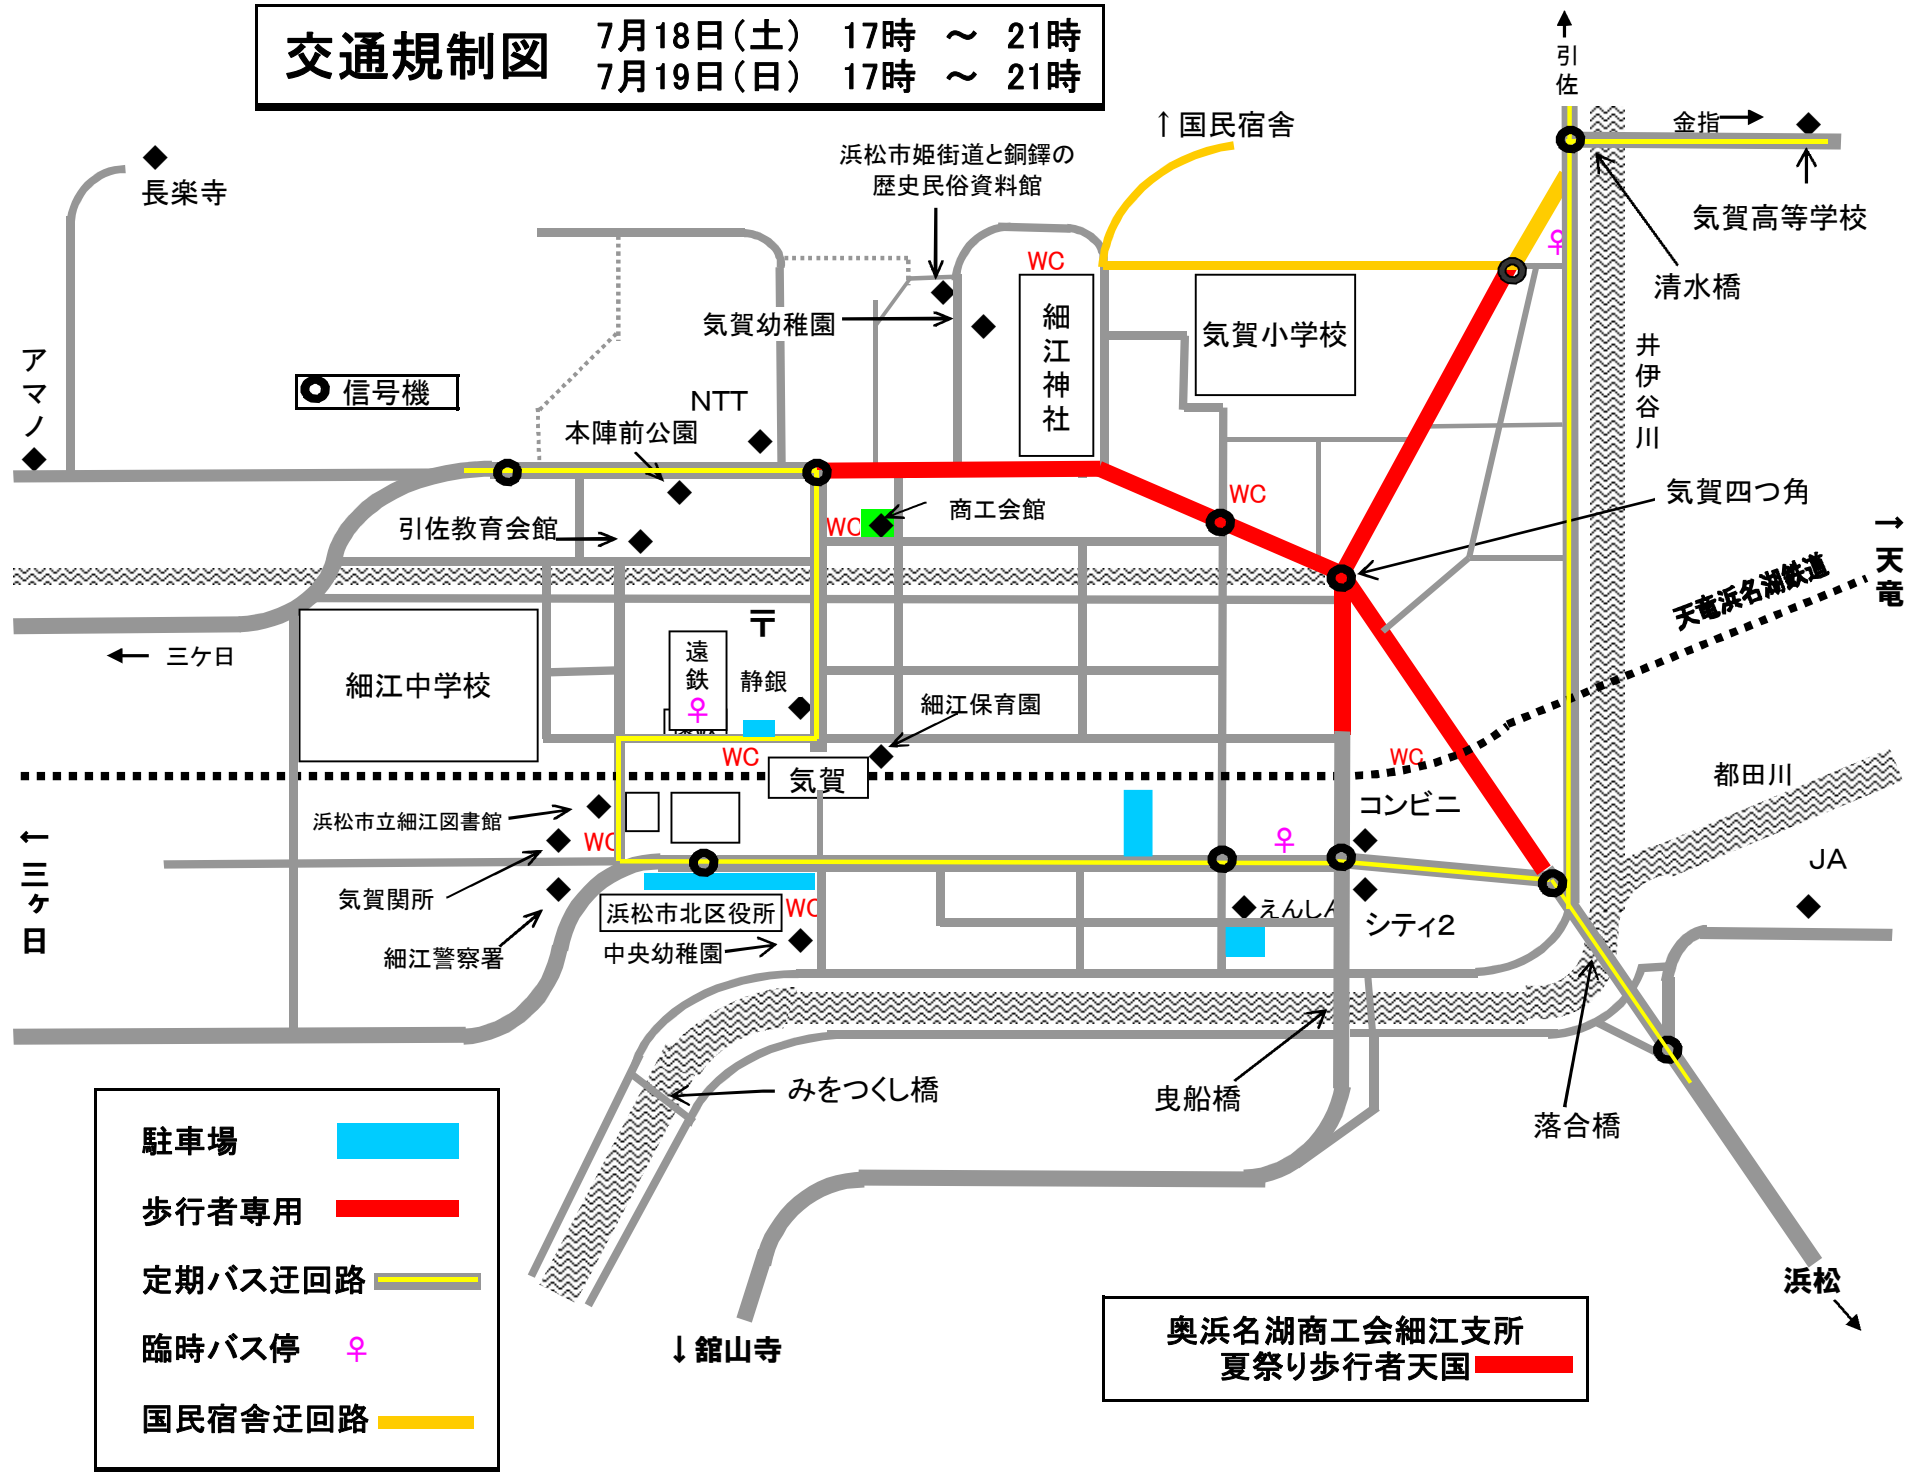 交通規制図
7月18日(土) 17時 ～ 21時
7月19日(日) 17時 ～ 21時
↑
引佐
金指→
↑国民宿舎
浜松市姫街道と銅鐸の
歴史民俗資料館
長楽寺
気賀高等学校
WC
清水橋
気賀幼稚園
細江神社
気賀小学校
井伊谷川
アマノ
信号機
NTT
本陣前公園
WC
気賀四つ角
商工会館
WC
引佐教育会館
→
天竜
天竜浜名湖鉄道
〒
←三ケ日
遠鉄
静銀
細江中学校
細江保育園
WC
WC
気賀
都田川
コンビニ
浜松市立細江図書館
WC
←
三ヶ日
JA
気賀関所
浜松市北区役所
WC
えんしん
シティ2
細江警察署
中央幼稚園
みをつくし橋
曳船橋
落合橋
駐車場
歩行者専用
定期バス迂回路
臨時バス停
国民宿舎迂回路
浜松
↓舘山寺
奥浜名湖商工会細江支所
夏祭り歩行者天国